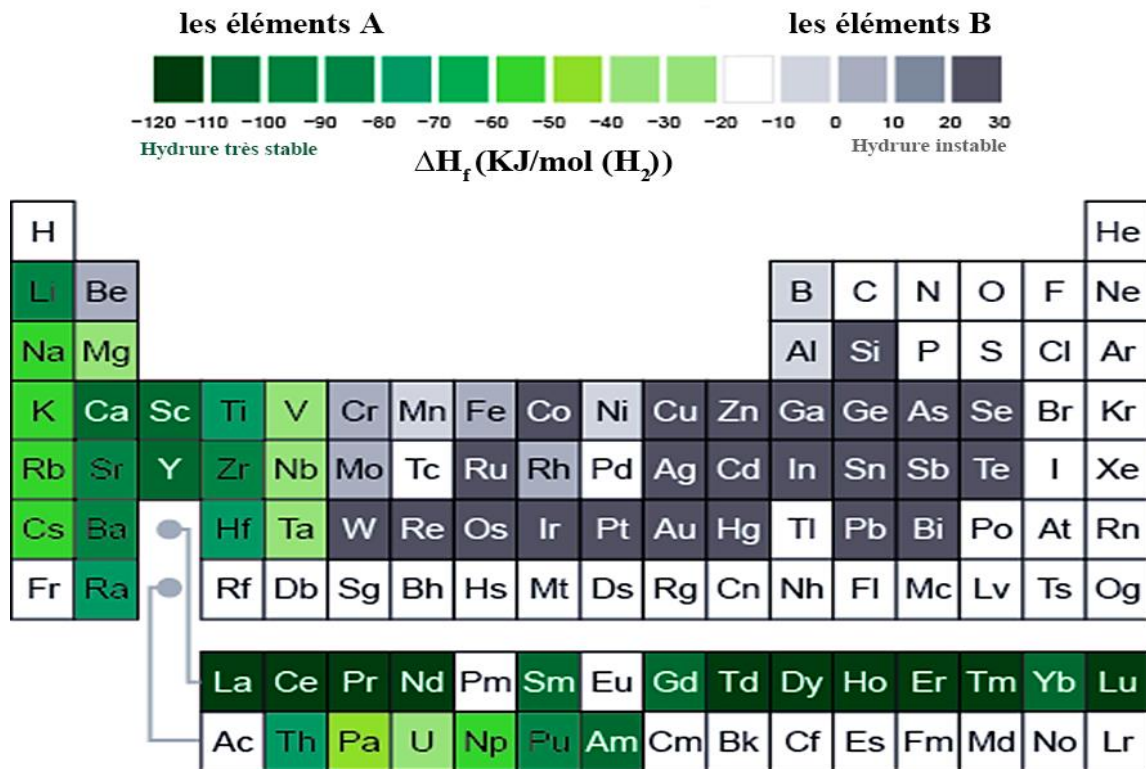 les éléments A les éléments B
-120 -110 -100 -90 -80 -70 -60 -50 -40 -30 -20 -10 0 10 20 30
Hydrure très stable Hydrure instable
ΔHf (KJ/mol (H2))
H He
Li Be B C N O F Ne
Na Mg Al Si P S Cl Ar
K Ca Sc Ti V Cr Mn Fe Co Ni Cu Zn Ga Ge As Se Br Kr
Rb Sr Y Zr Nb Mo Tc Ru Rh Pd Ag Cd In Sn Sb Te I Xe
Cs Ba Hf Ta W Re Os Ir Pt Au Hg Tl Pb Bi Po At Rn
Fr Ra Rf Db Sg Bh Hs Mt Ds Rg Cn Nh Fl Mc Lv Ts Og
La Ce Pr Nd Pm Sm Eu Gd Td Dy Ho Er Tm Yb Lu
Ac Th Pa U Np Pu Am Cm Bk Cf Es Fm Md No Lr